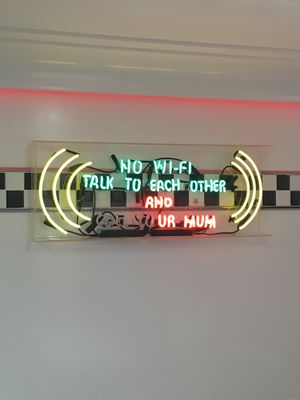 NO WI-FI
TALK TO EACH OTHER
AND
UR MUM